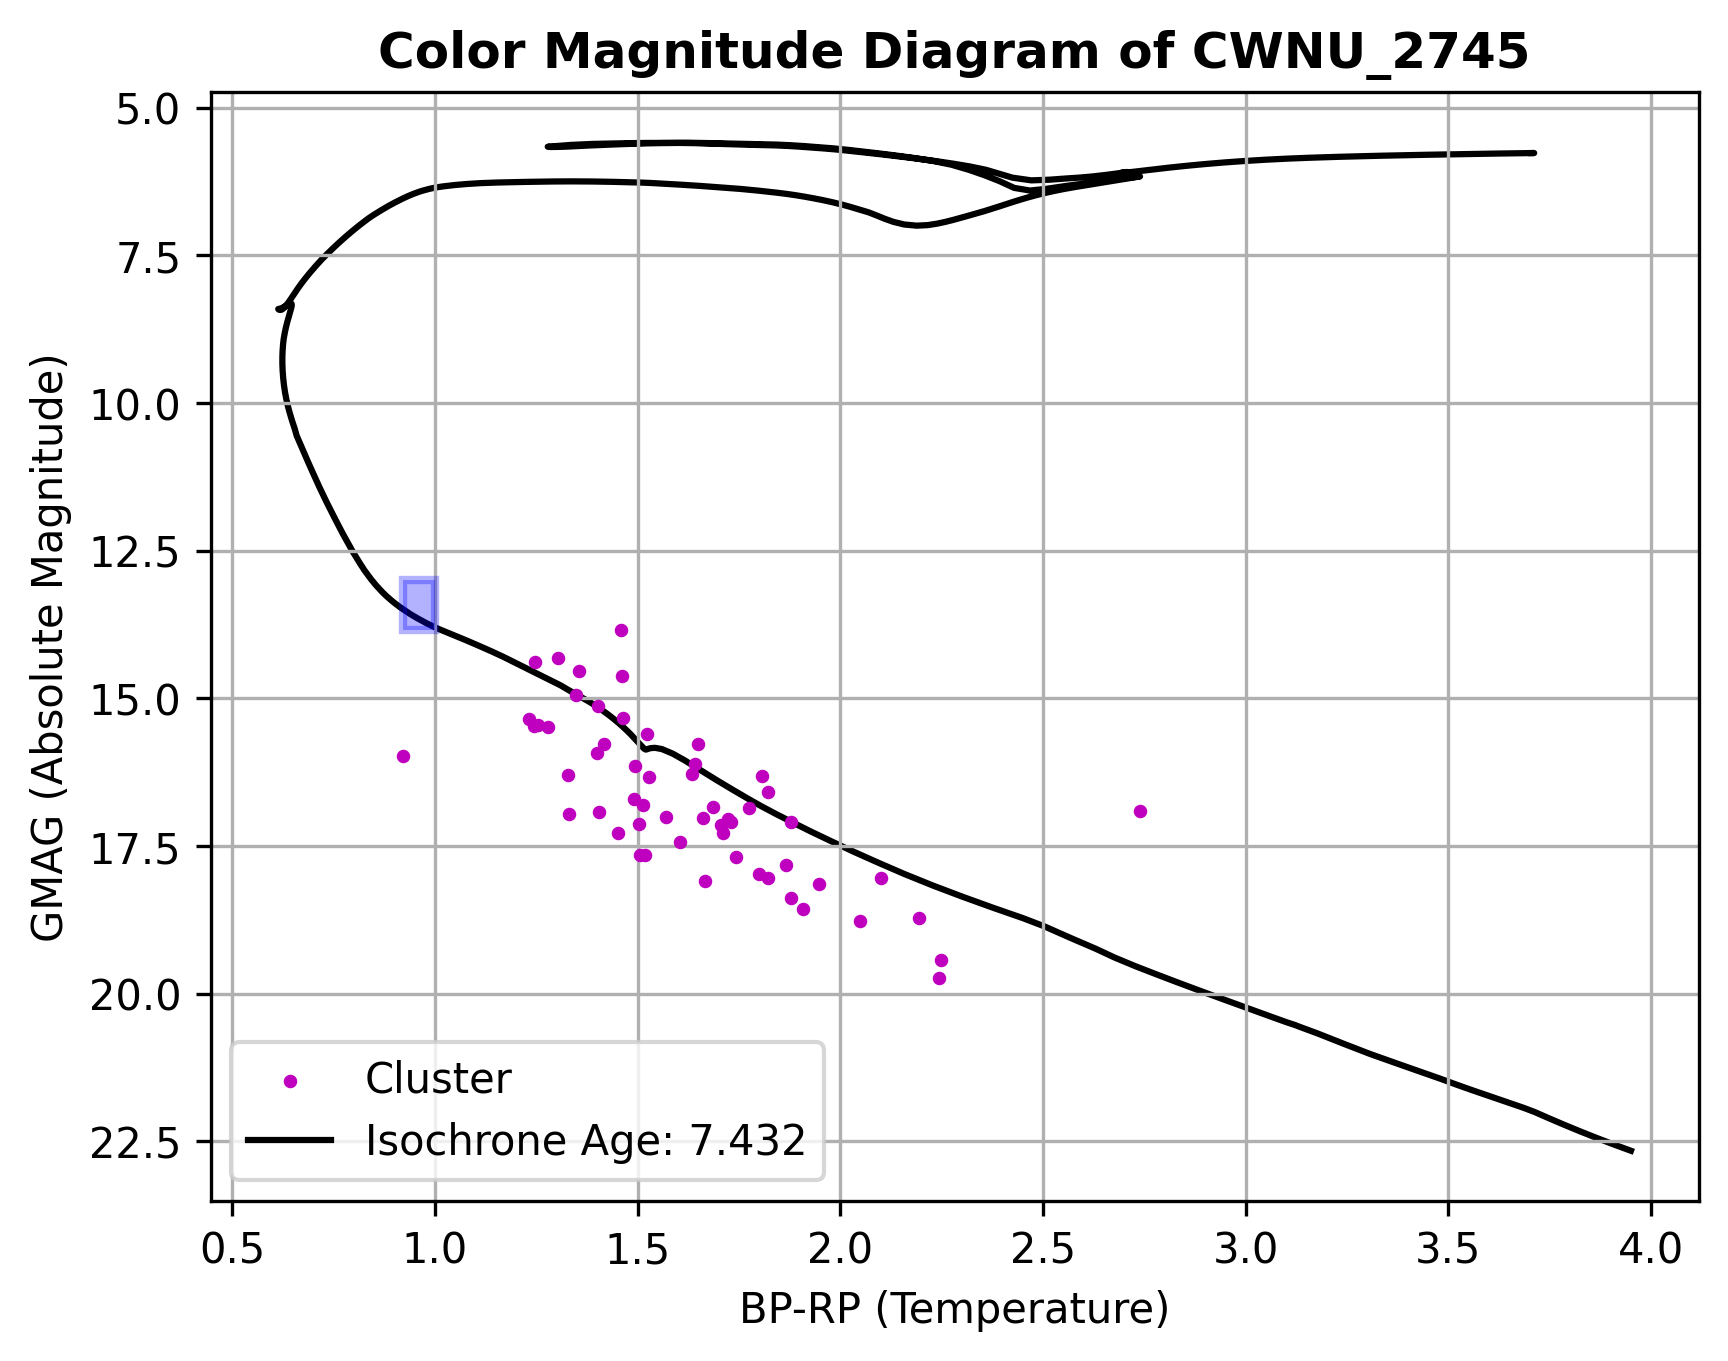 Color Magnitude Diagram of CWNU_2745
GMAG (Absolute Magnitude)
5.0
7.5
10.0
12.5
15.0
17.5
20.0
22.5
Cluster
Isochrone Age: 7.432
0.5 1.0 1.5 2.0 2.5 3.0 3.5 4.0
BP-RP (Temperature)